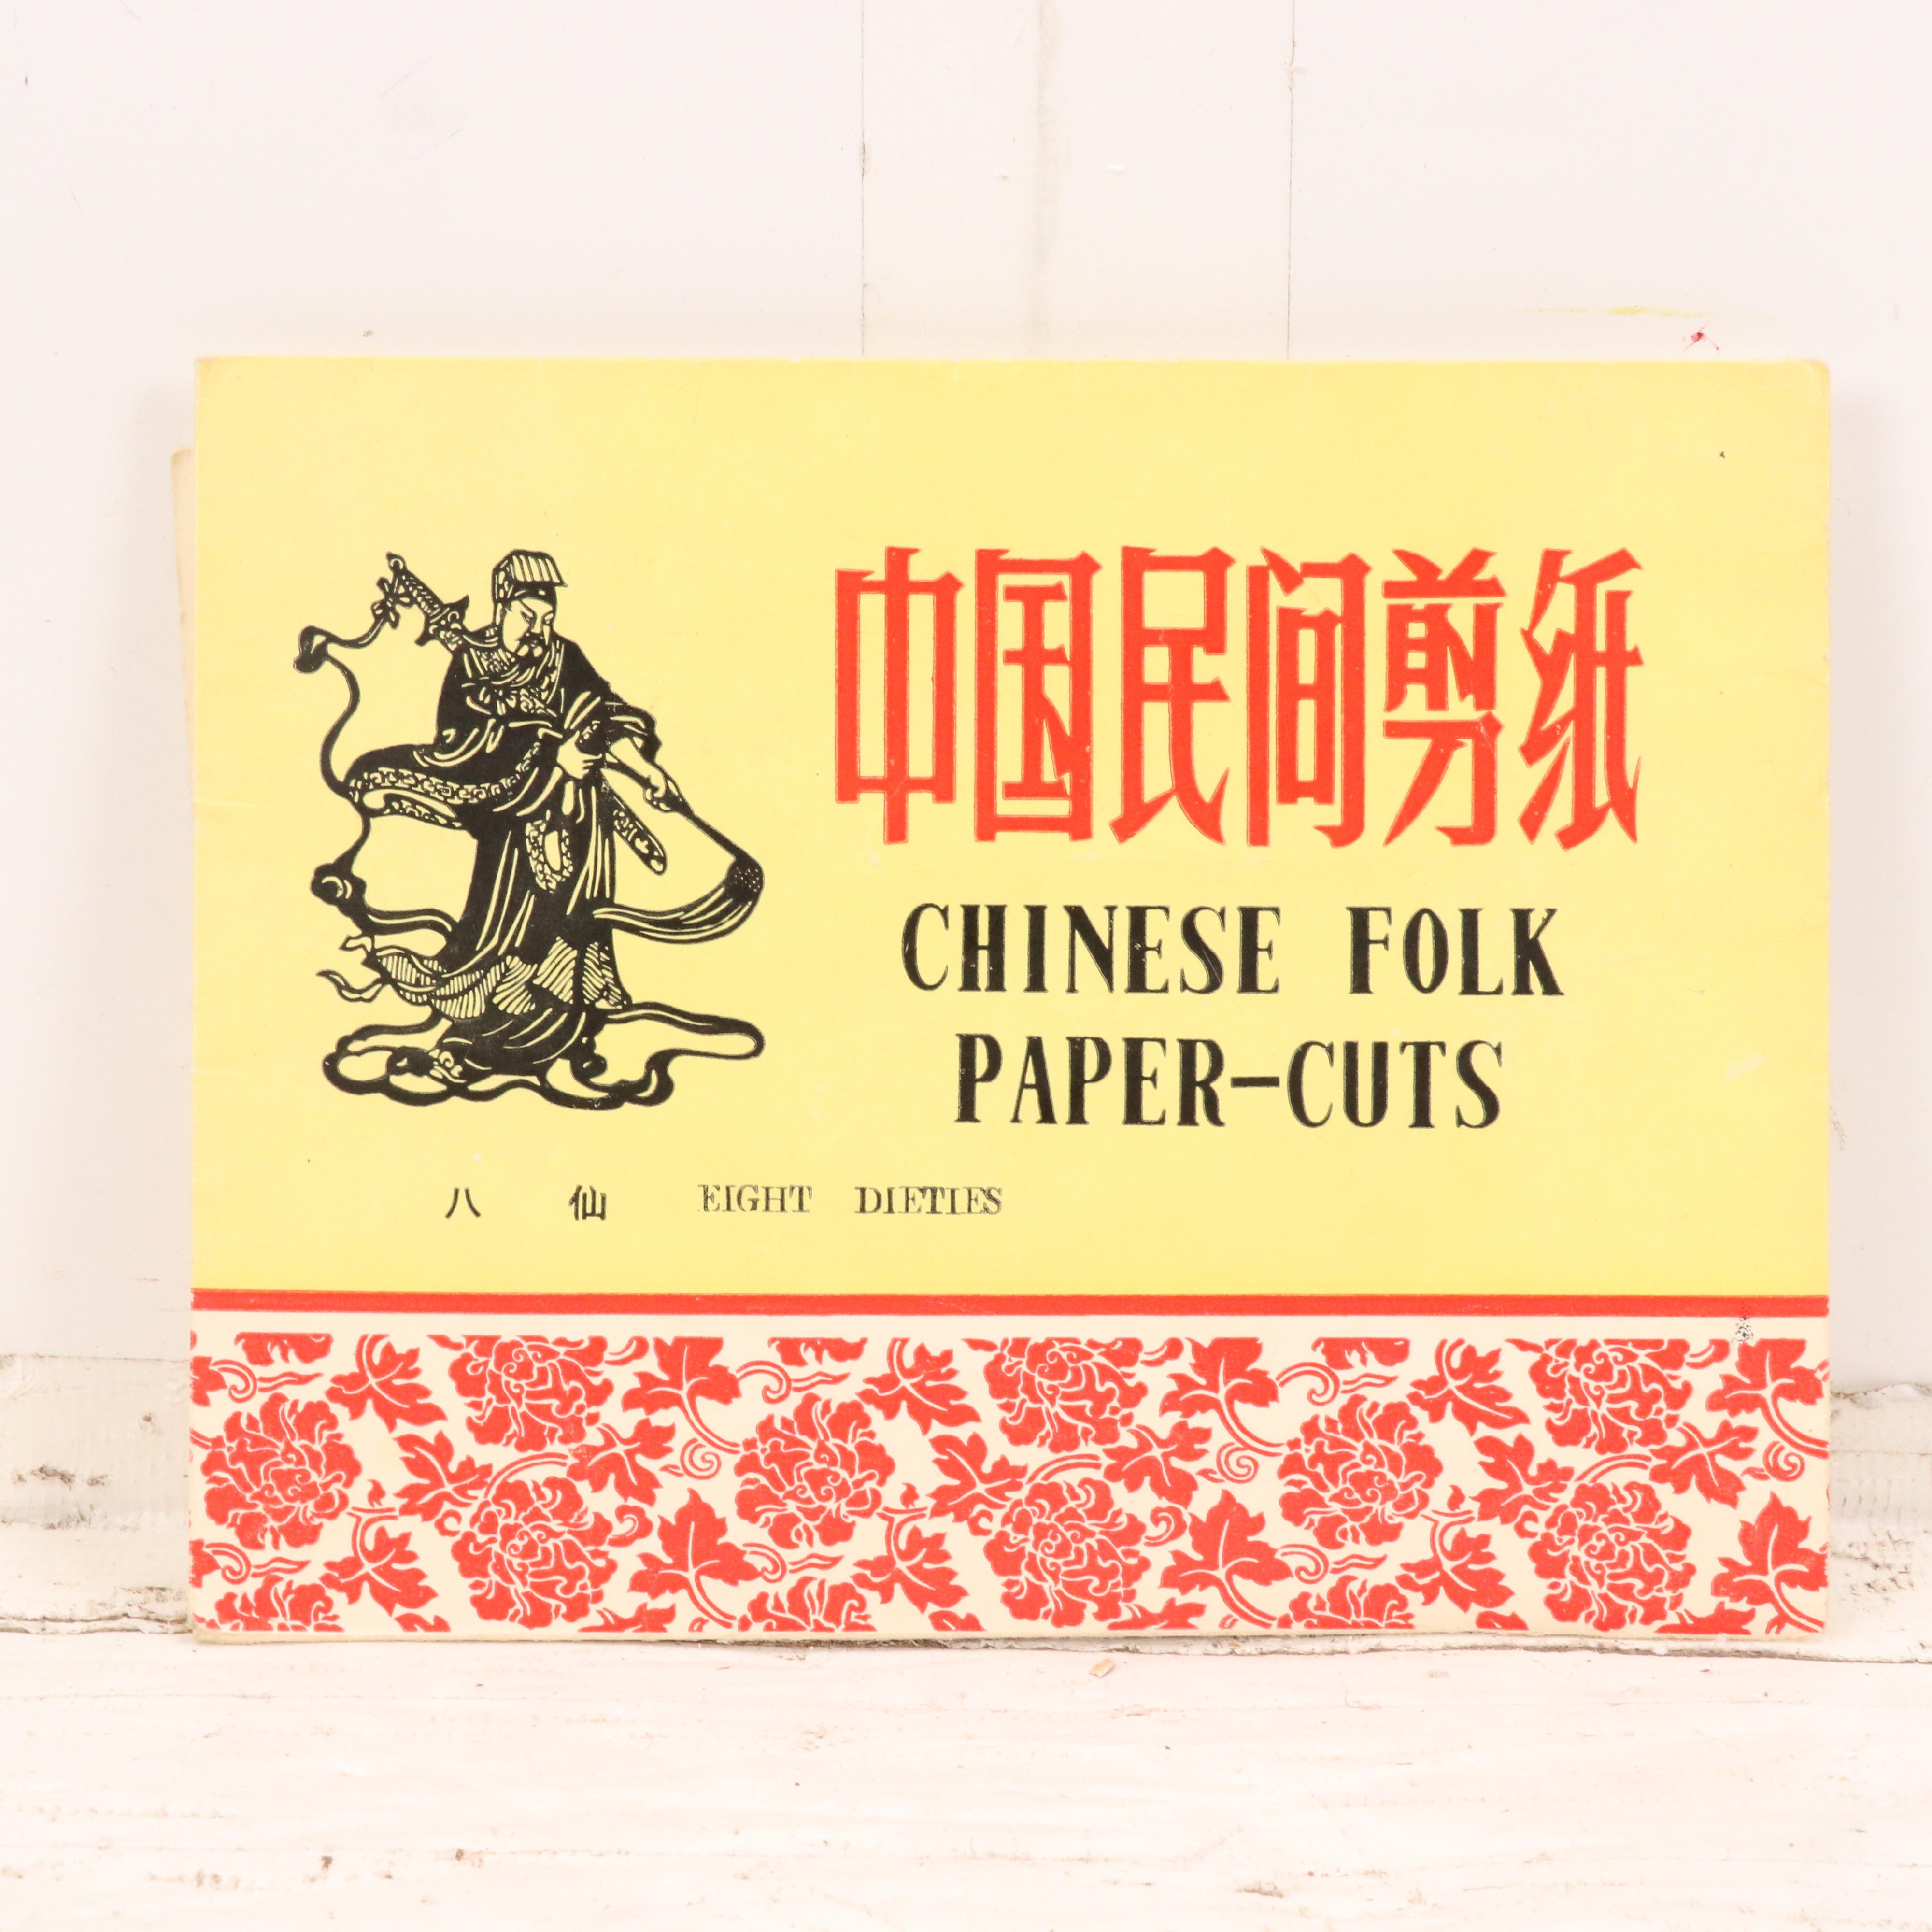 中国民间剪纸
CHINESE FOLK
PAPER-CUTS
八 仙 EIGHT DIETIES